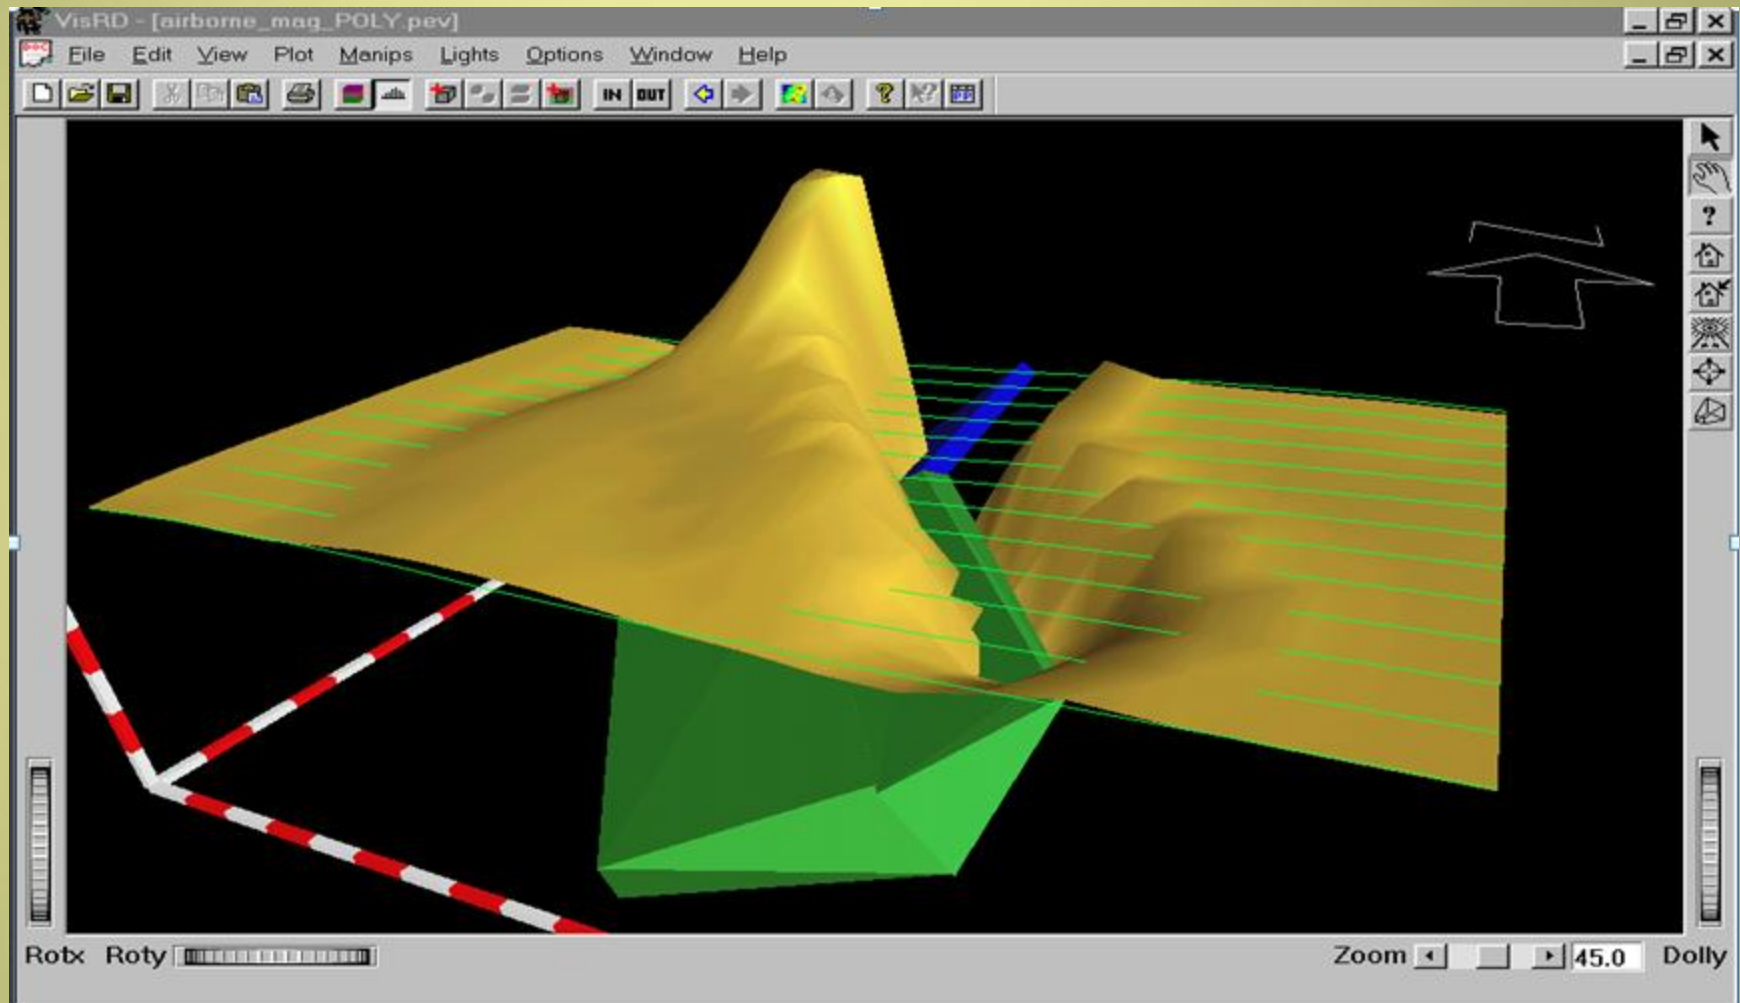 VisRD - [airborne_mag_POLY.pev]
File Edit View Plot Manips Lights Options Window Help
IN OUT
?
?
Rotx Roty Zoom 45.0 Dolly